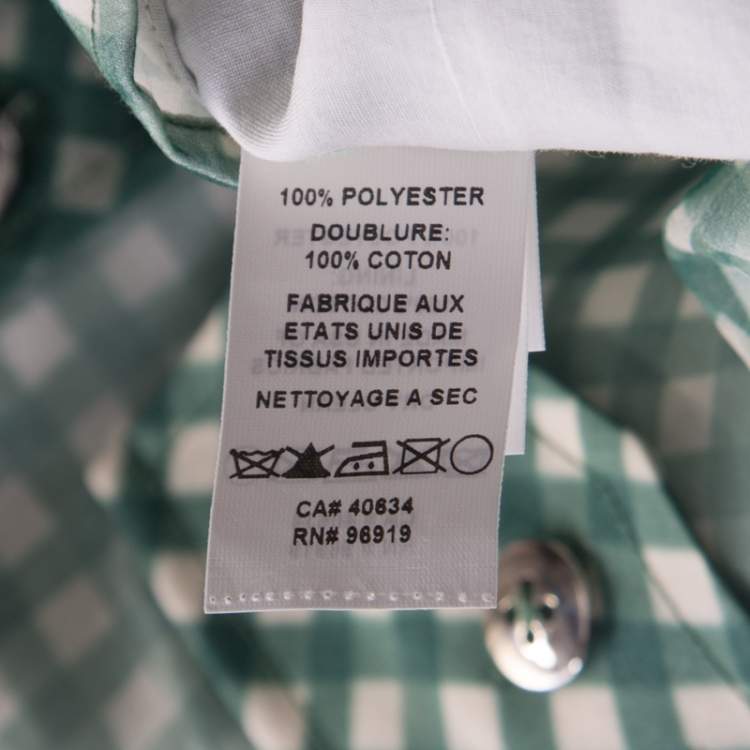 100% POLYESTER
DOUBLURE:
100% COTON
FABRIQUE AUX
ETATS UNIS DE
TISSUS IMPORTES
NETTOYAGE A SEC
CA# 40634
RN# 96919